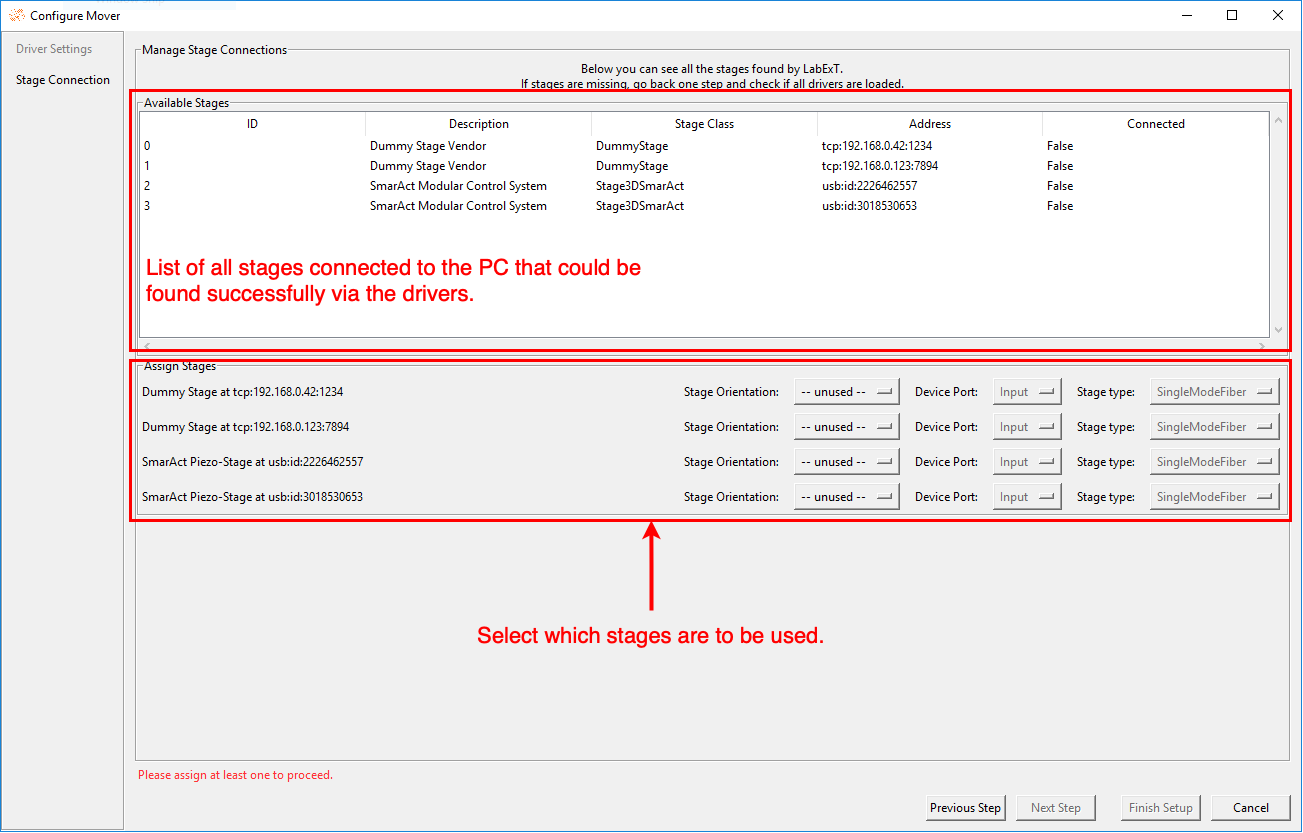 Configure Mover
Driver Settings
Stage Connection
Manage Stage Connections
Below you can see all the stages found by LabExT.
If stages are missing, go back one step and check if all drivers are loaded.
Available Stages
ID Description Stage Class Address Connected
0 Dummy Stage Vendor DummyStage tcp:192.168.0.42:1234 False
1 Dummy Stage Vendor DummyStage tcp:192.168.0.123:7894 False
2 SmarAct Modular Control System Stage3DSmarAct usb:id:2226462557 False
3 SmarAct Modular Control System Stage3DSmarAct usb:id:3018530653 False
List of all stages connected to the PC that could be
found successfully via the drivers.
Assign Stages
Dummy Stage at tcp:192.168.0.42:1234 Stage Orientation: -- unused -- Device Port: Input Stage type: SingleModeFiber
Dummy Stage at tcp:192.168.0.123:7894 Stage Orientation: -- unused -- Device Port: Input Stage type: SingleModeFiber
SmarAct Piezo-Stage at usb:id:2226462557 Stage Orientation: -- unused -- Device Port: Input Stage type: SingleModeFiber
SmarAct Piezo-Stage at usb:id:3018530653 Stage Orientation: -- unused -- Device Port: Input Stage type: SingleModeFiber
Select which stages are to be used.
Please assign at least one to proceed.
Previous Step Next Step Finish Setup Cancel